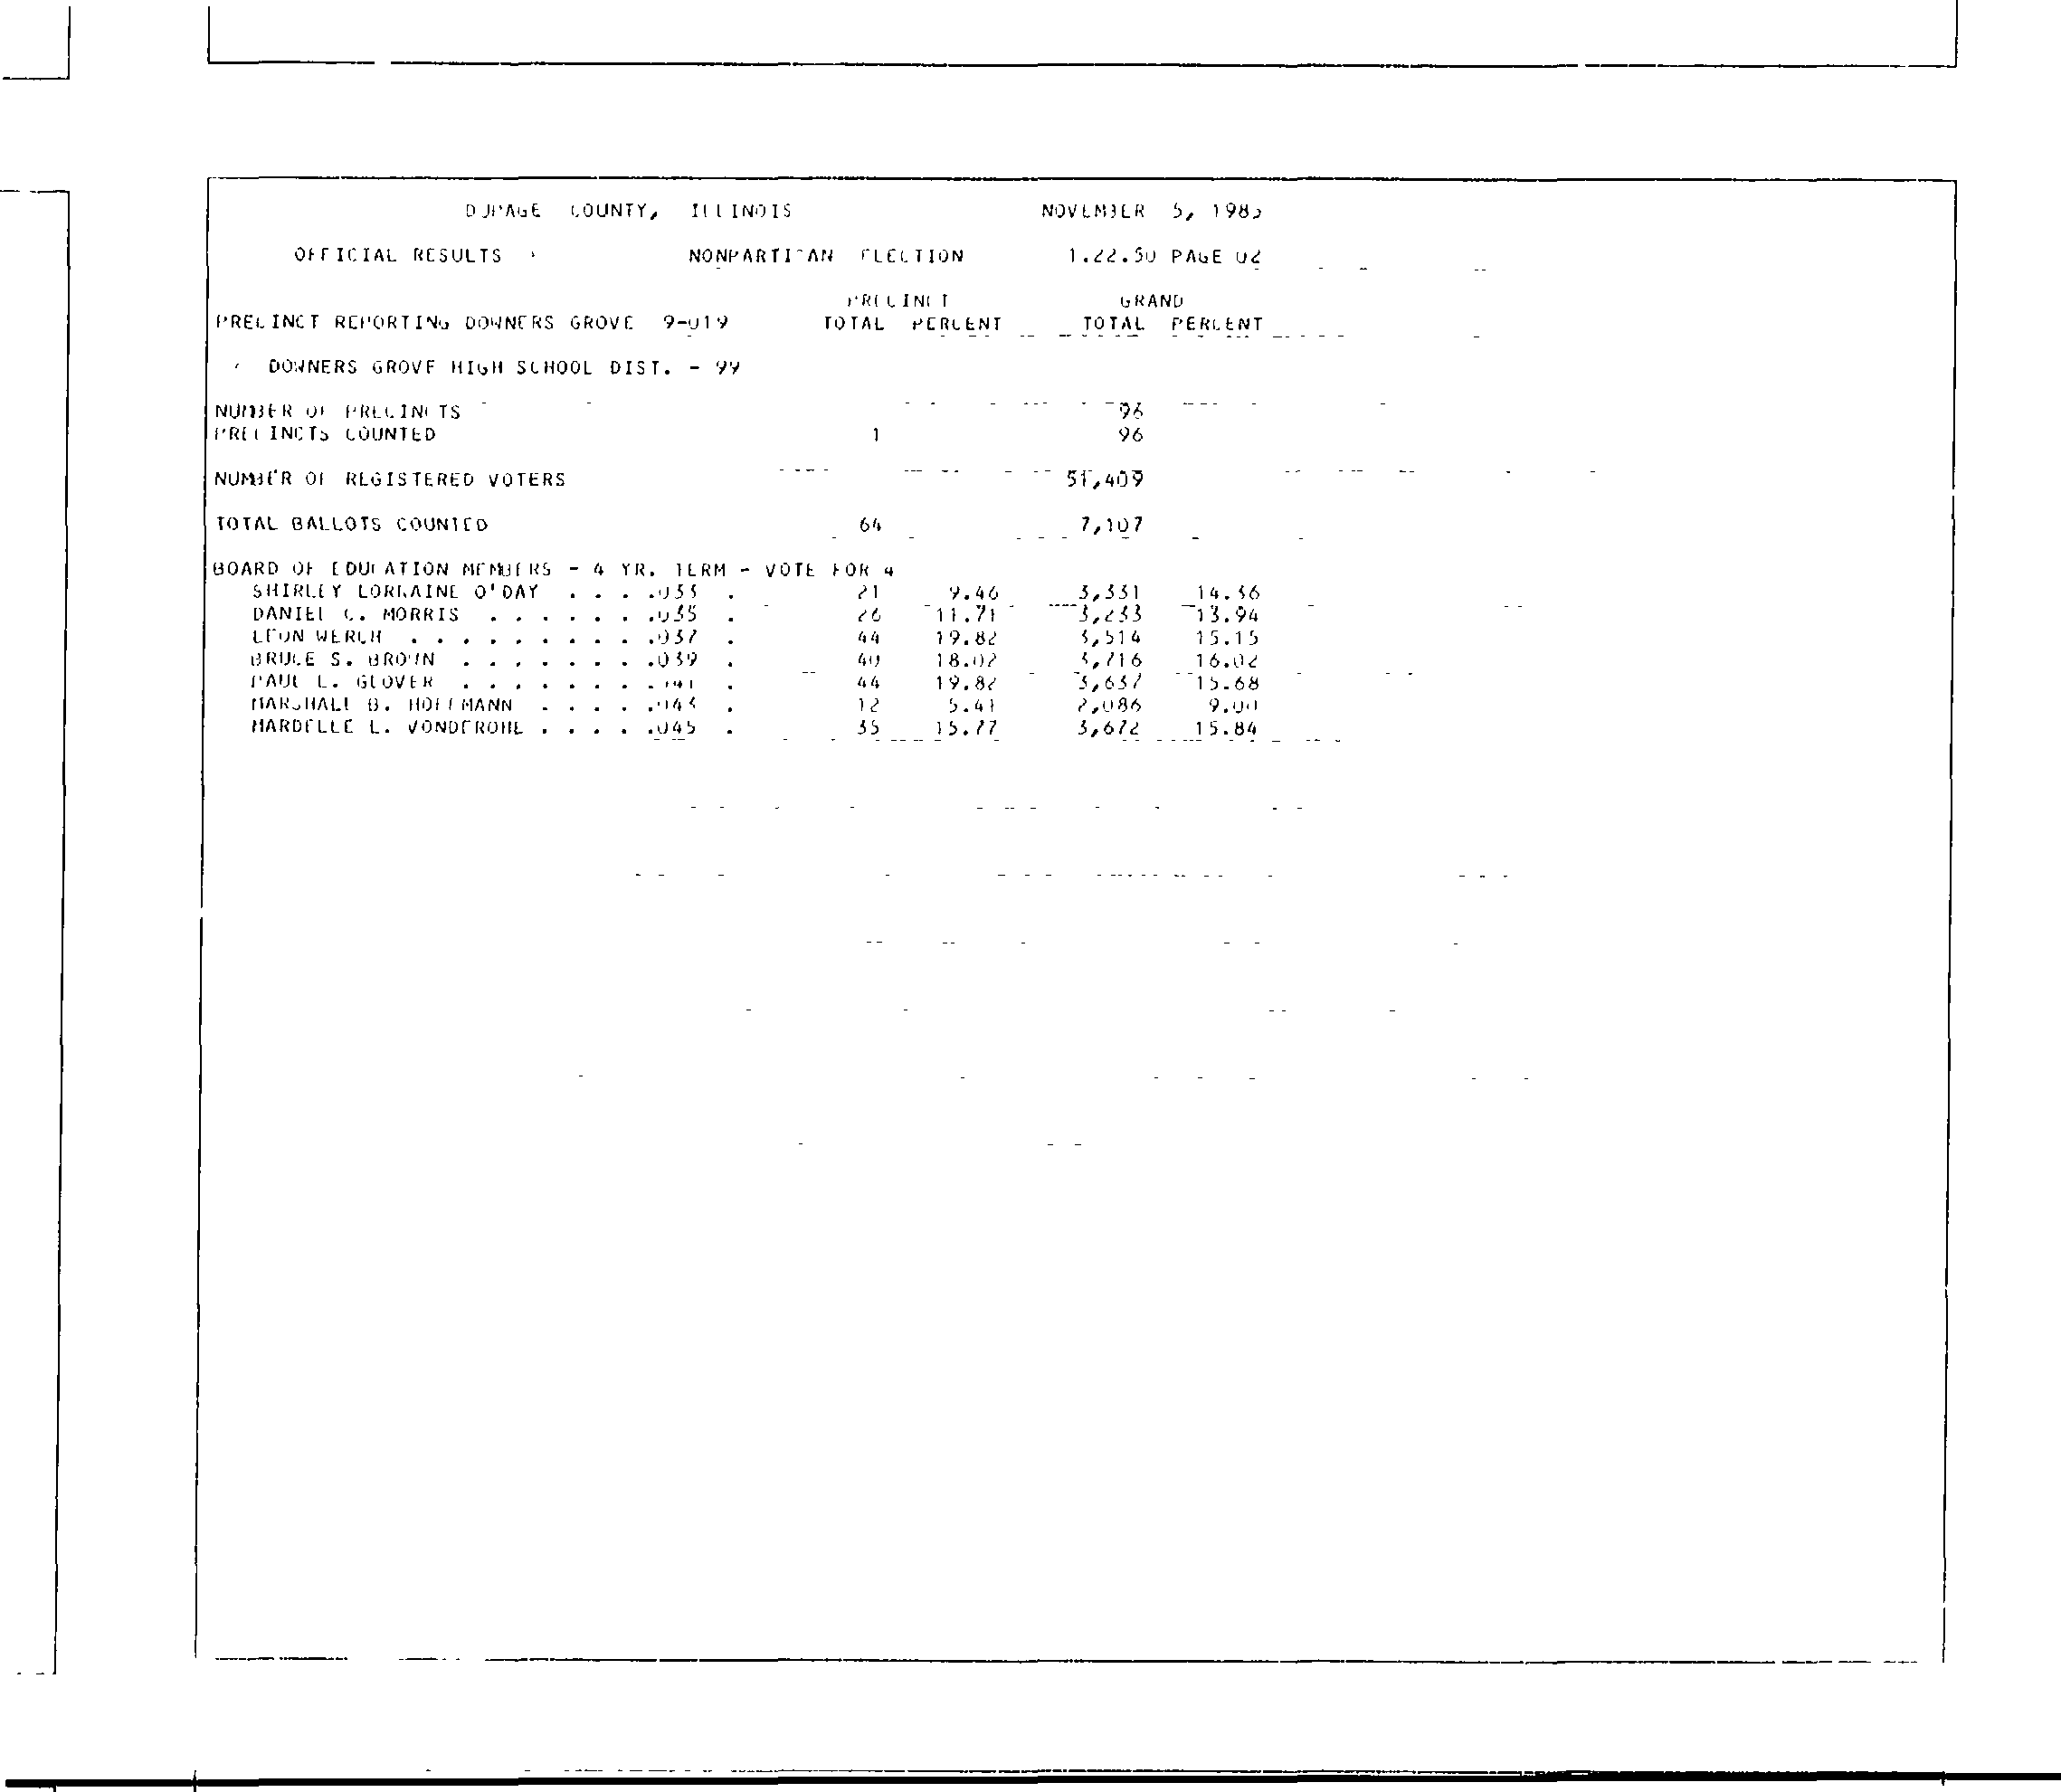 DUPAGE COUNTY, ILLINOIS NOVEMBER 5, 1985
OFFICIAL RESULTS NONPARTISAN ELECTION 1.22.50 PAGE 02
PRECINCT GRAND
PRECINCT REPORTING DOWNERS GROVE 9-019 TOTAL PERCENT TOTAL PERCENT
DOWNERS GROVE HIGH SCHOOL DIST. - 99
NUMBER OF PRECINCTS 96
PRECINCTS COUNTED 1 96
NUMBER OF REGISTERED VOTERS 51,409
TOTAL BALLOTS COUNTED 64 7,107
BOARD OF EDUCATION MEMBERS - 4 YR. TERM - VOTE FOR 4
SHIRLEY LORRAINE O'DAY . . . .033 . 21 9.46 3,331 14.36
DANIEL C. MORRIS . . . . . . .035 . 26 11.71 3,233 13.94
LEON WERCH . . . . . . . . . .037 . 44 19.82 3,514 15.15
BRUCE S. BROWN . . . . . . . .039 . 40 18.02 3,716 16.02
PAUL L. GLOVER . . . . . . . .041 . 44 19.82 3,637 15.68
MARSHALL B. HOFFMANN . . . . .043 . 12 5.41 2,086 9.00
MARDELLE L. VONDEROHE . . . . .045 . 35 15.77 3,672 15.84